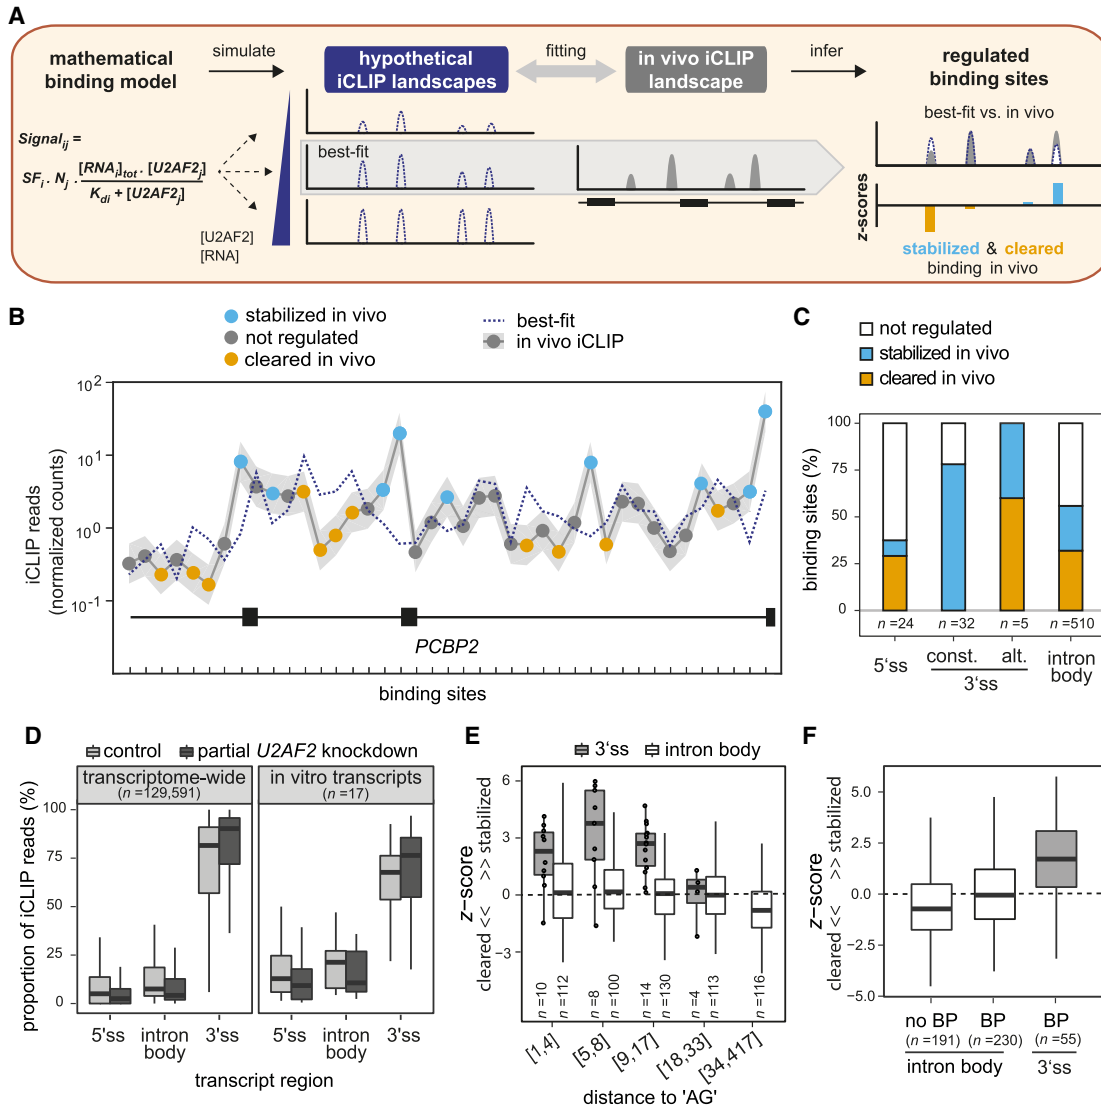 A
mathematical
binding model
simulate
hypothetical
iCLIP landscapes
fitting
in vivo iCLIP
landscape
infer
regulated
binding sites
Signal_ij =
SF_i . N_j . [RNA_i]_tot . [U2AF2_j]
K_di + [U2AF2_j]
[U2AF2]
[RNA]
best-fit
best-fit vs. in vivo
z-scores
stabilized & cleared
binding in vivo
B
stabilized in vivo
not regulated
cleared in vivo
best-fit
in vivo iCLIP
iCLIP reads
(normalized counts)
10^2
10^1
10^0
10^-1
PCBP2
binding sites
C
not regulated
stabilized in vivo
cleared in vivo
binding sites (%)
100
75
50
25
0
n =24
n =32
n =5
n =510
5‘ss
const.
alt.
3‘ss
intron
body
D
control
partial U2AF2 knockdown
transcriptome-wide
(n =129,591)
in vitro transcripts
(n =17)
proportion of iCLIP reads (%)
100
75
50
25
0
5'ss
intron
body
3'ss
5'ss
intron
body
3'ss
transcript region
E
3‘ss
intron body
z−score
cleared << >> stabilized
6
3
0
−3
n =10
n =112
n =8
n =100
n =14
n =130
n =4
n =113
n =116
[1,4]
[5,8]
[9,17]
[18,33]
[34,417]
distance to 'AG'
F
z−score
cleared << >> stabilized
5.0
2.5
0
−2.5
−5.0
no BP
(n =191)
BP
(n =230)
BP
(n =55)
intron body
3‘ss